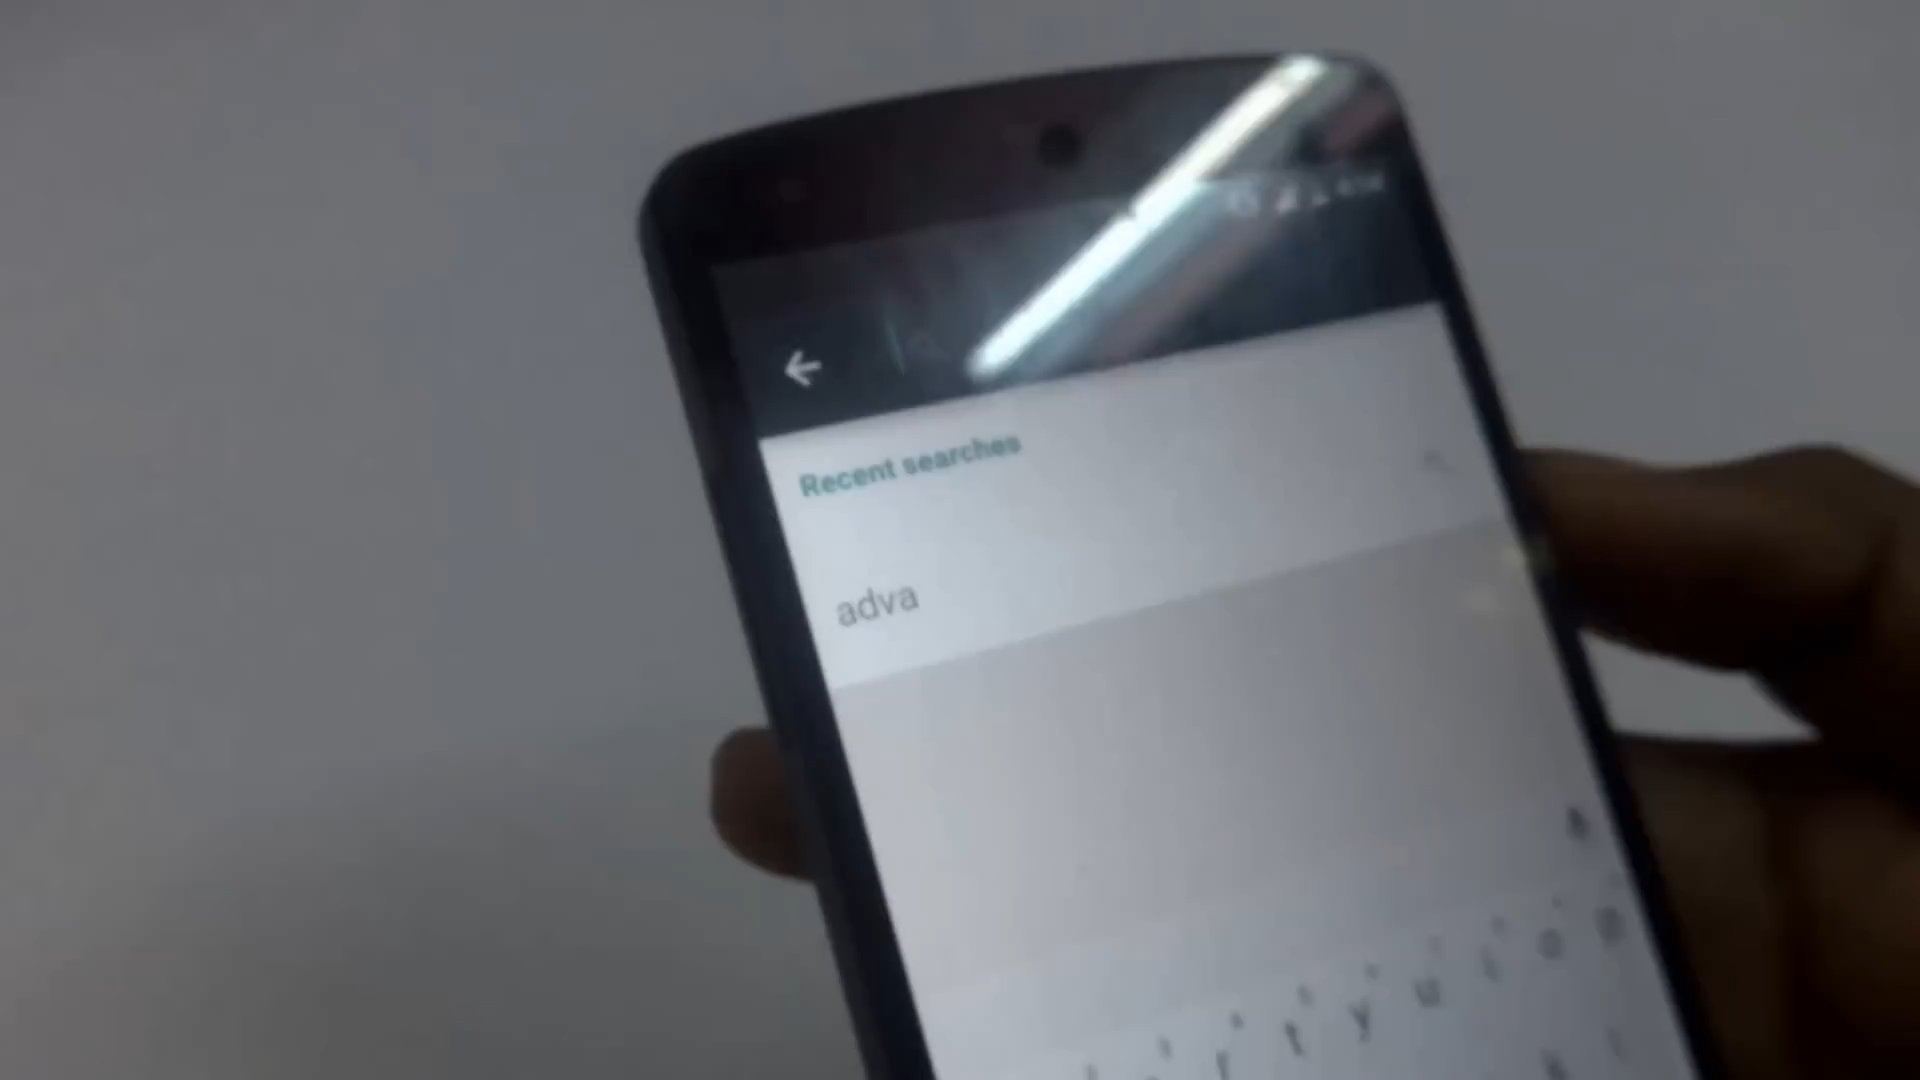 Recent searches
adva
r t y u i o p